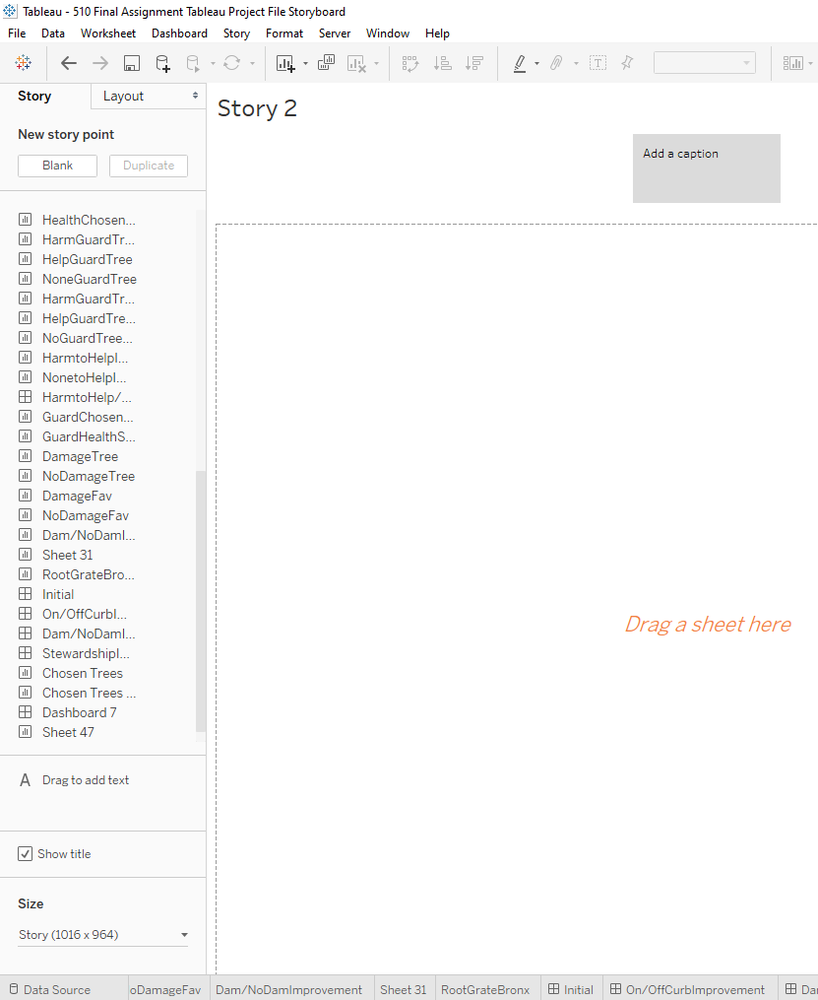 Tableau - 510 Final Assignment Tableau Project File Storyboard
File Data Worksheet Dashboard Story Format Server Window Help
Story Layout
New story point
Blank Duplicate
HealthChosen...
HarmGuardTr...
HelpGuardTree
NoneGuardTree
HarmGuardTr...
HelpGuardTre...
NoGuardTree...
HarmtoHelpI...
NonetoHelpI...
HarmtoHelp/...
GuardChosen...
GuardHealthS...
DamageTree
NoDamageTree
DamageFav
NoDamageFav
Dam/NoDamI...
Sheet 31
RootGrateBro...
Initial
On/OffCurbI...
Dam/NoDamI...
StewardshipI...
Chosen Trees
Chosen Trees ...
Dashboard 7
Sheet 47
A Drag to add text
Show title
Size
Story (1016 x 964)
Story 2
Add a caption
Drag a sheet here
Data Source oDamageFav Dam/NoDamImprovement Sheet 31 RootGrateBronx Initial On/OffCurbImprovement Da